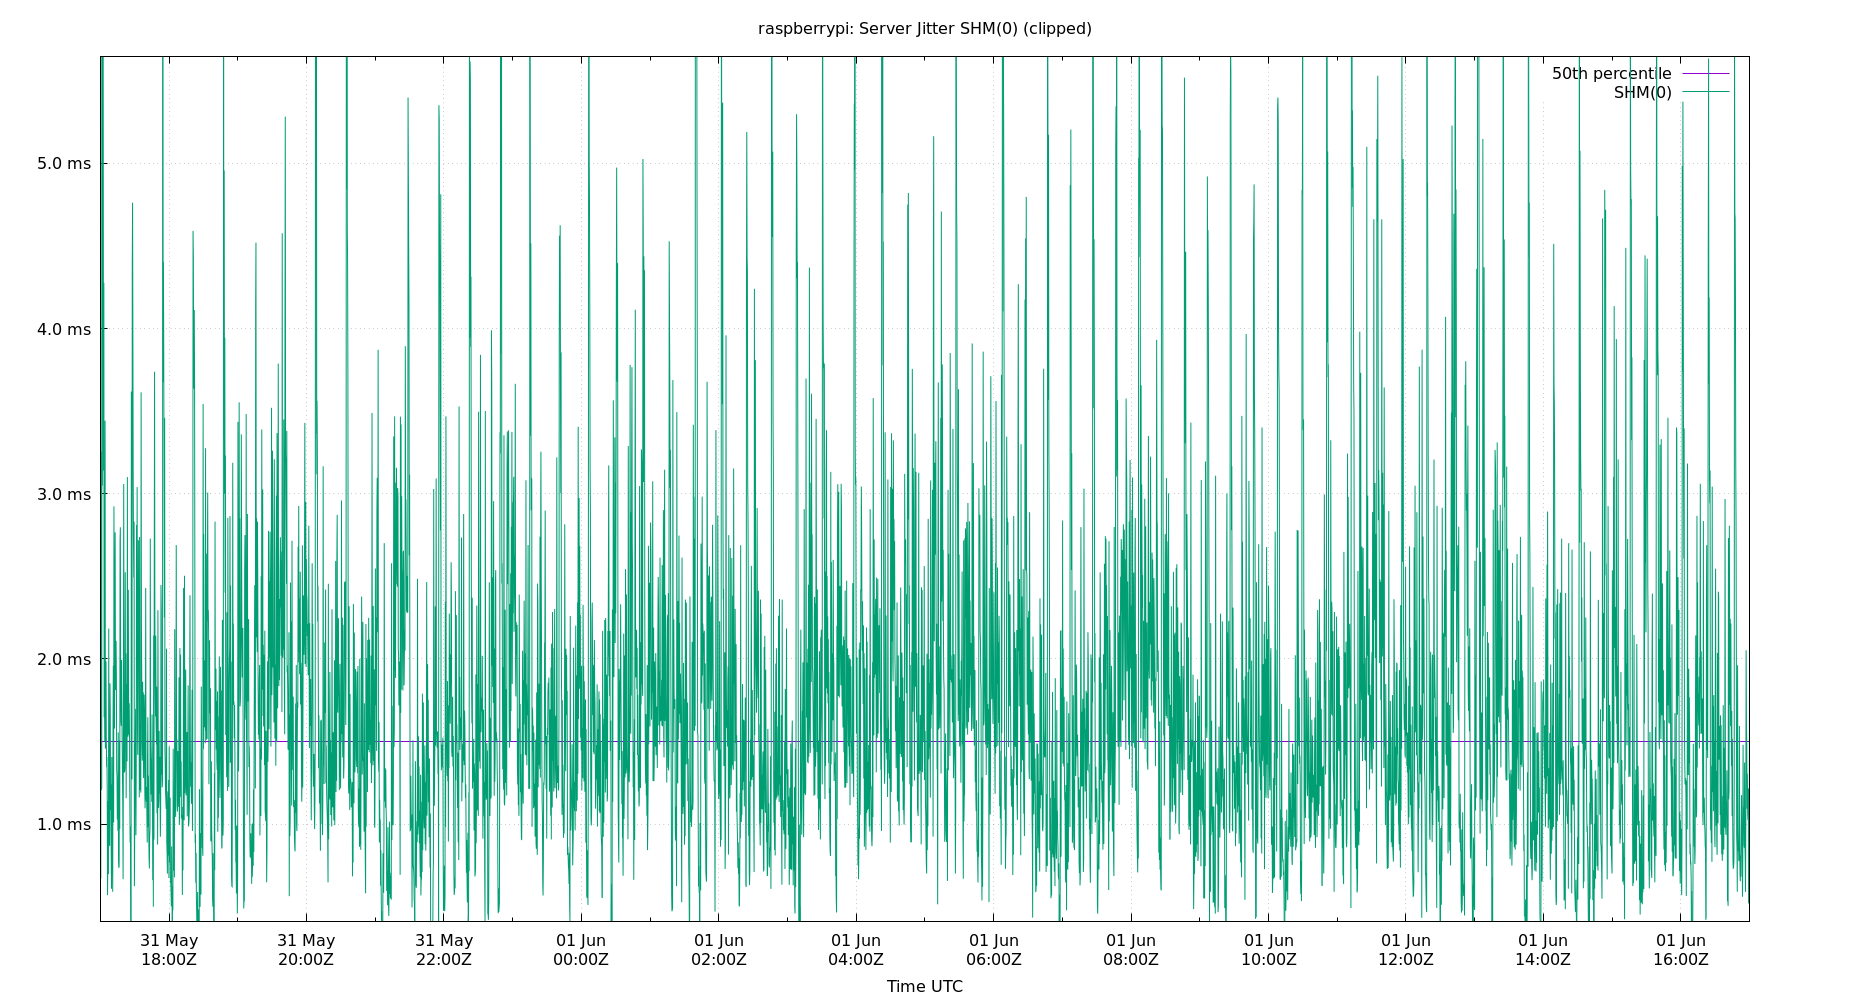 raspberrypi: Server Jitter SHM(0) (clipped)
50th percentile
SHM(0)
5.0 ms
4.0 ms
3.0 ms
2.0 ms
1.0 ms
31 May 31 May 31 May 01 Jun 01 Jun 01 Jun 01 Jun 01 Jun 01 Jun 01 Jun 01 Jun 01 Jun
18:00Z 20:00Z 22:00Z 00:00Z 02:00Z 04:00Z 06:00Z 08:00Z 10:00Z 12:00Z 14:00Z 16:00Z
Time UTC